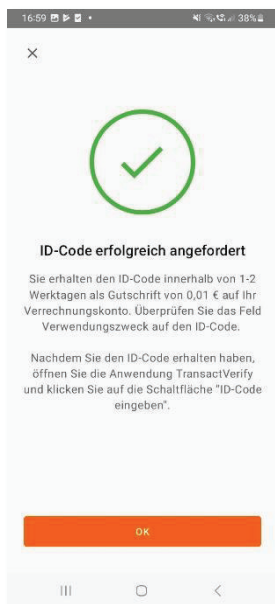 16:59
38%
ID-Code erfolgreich angefordert
Sie erhalten den ID-Code innerhalb von 1-2
Werktagen als Gutschrift von 0,01 € auf Ihr
Verrechnungskonto. Überprüfen Sie das Feld
Verwendungszweck auf den ID-Code.
Nachdem Sie den ID-Code erhalten haben,
öffnen Sie die Anwendung TransactVerify
und klicken Sie auf die Schaltfläche "ID-Code
eingeben".
OK